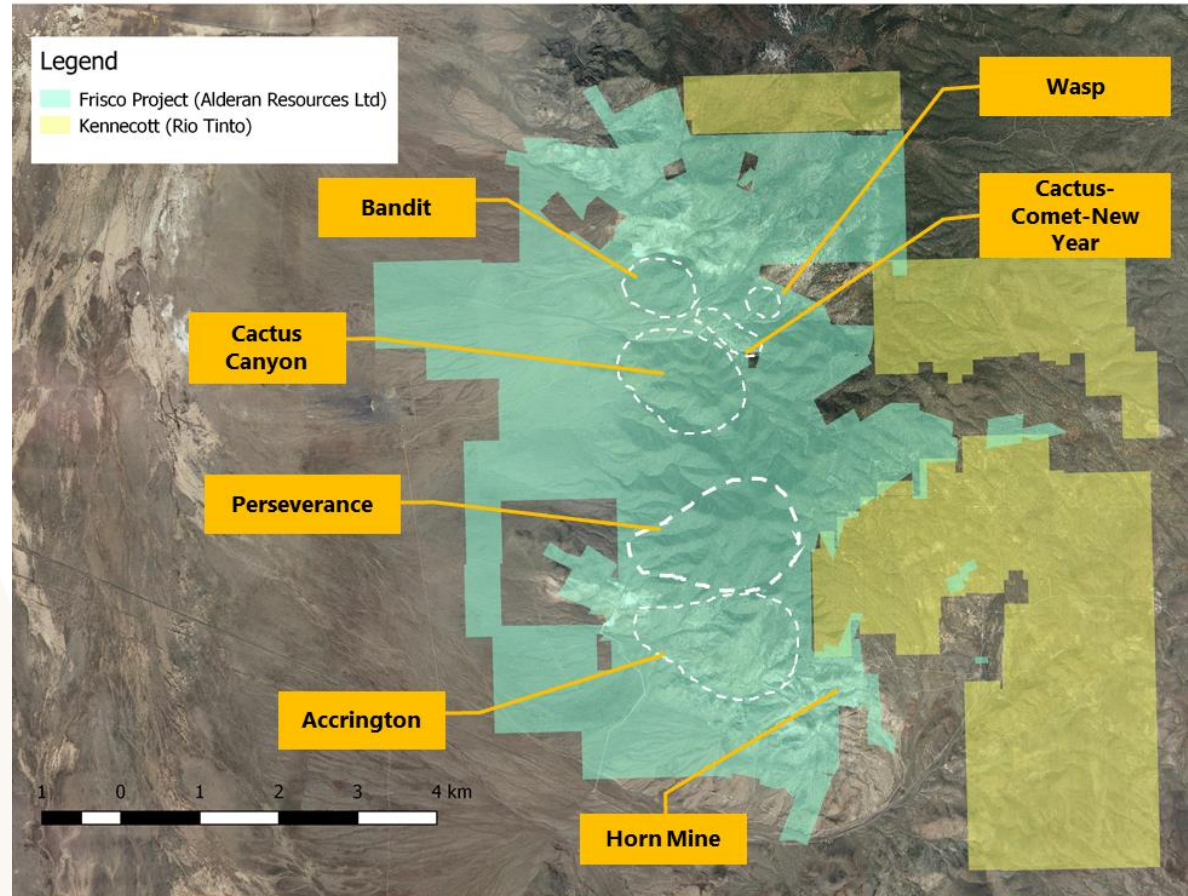 Legend
Frisco Project (Alderan Resources Ltd)
Kennecott (Rio Tinto)
Wasp
Bandit
Cactus-
Comet-New
Year
Cactus
Canyon
Perseverance
Accrington
1 0 1 2 3 4 km
Horn Mine